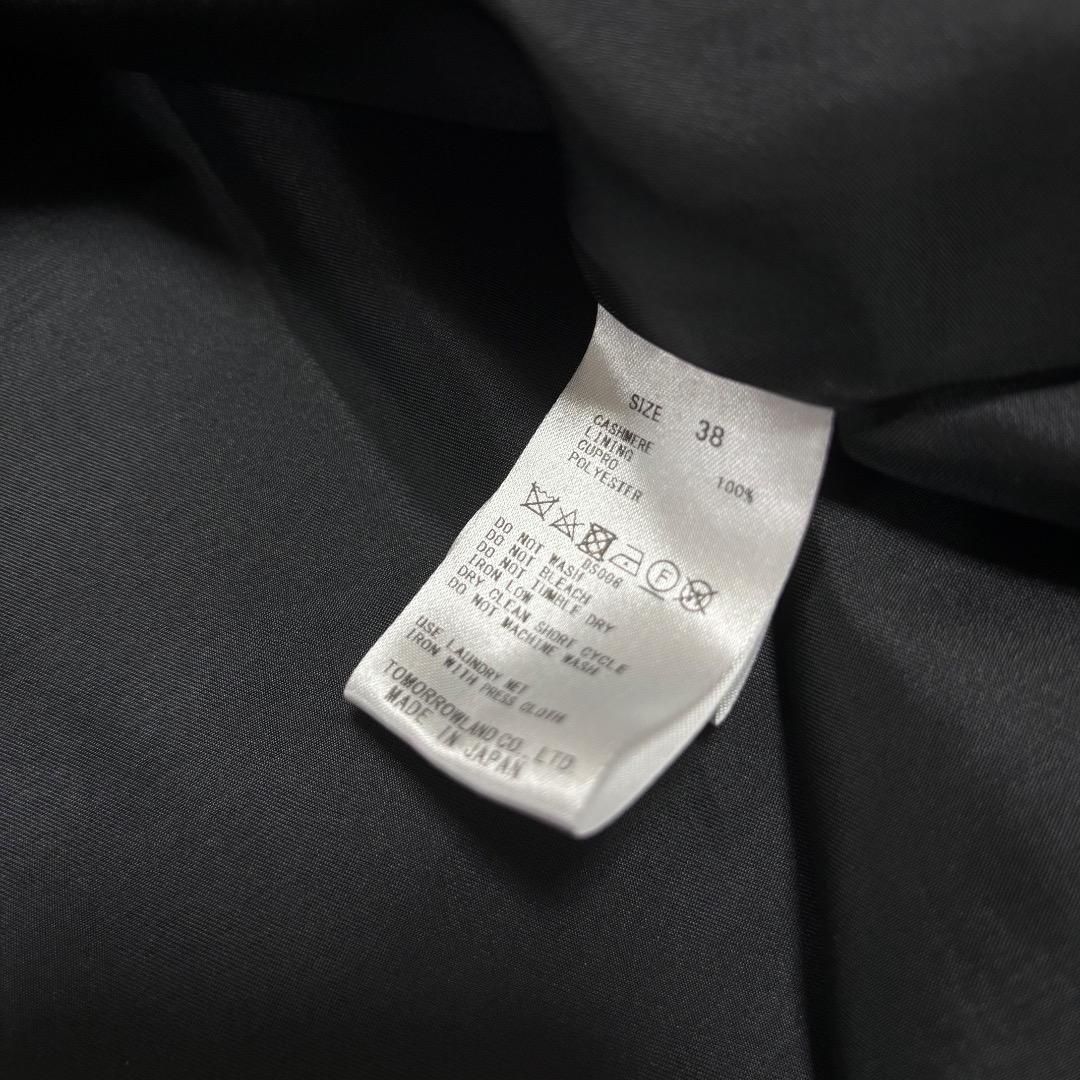 SIZE 38
CASHMERE 100%
LINING
CUPRO
POLYESTER
F W
DS006
DO NOT WASH
DO NOT BLEACH
DO NOT TUMBLE DRY
IRON LOW
DRY CLEAN SHORT CYCLE
DO NOT MACHINE WASH
USE LAUNDRY NET
IRON WITH PRESS CLOTH
TOMORROWLAND CO., LTD.
MADE IN JAPAN